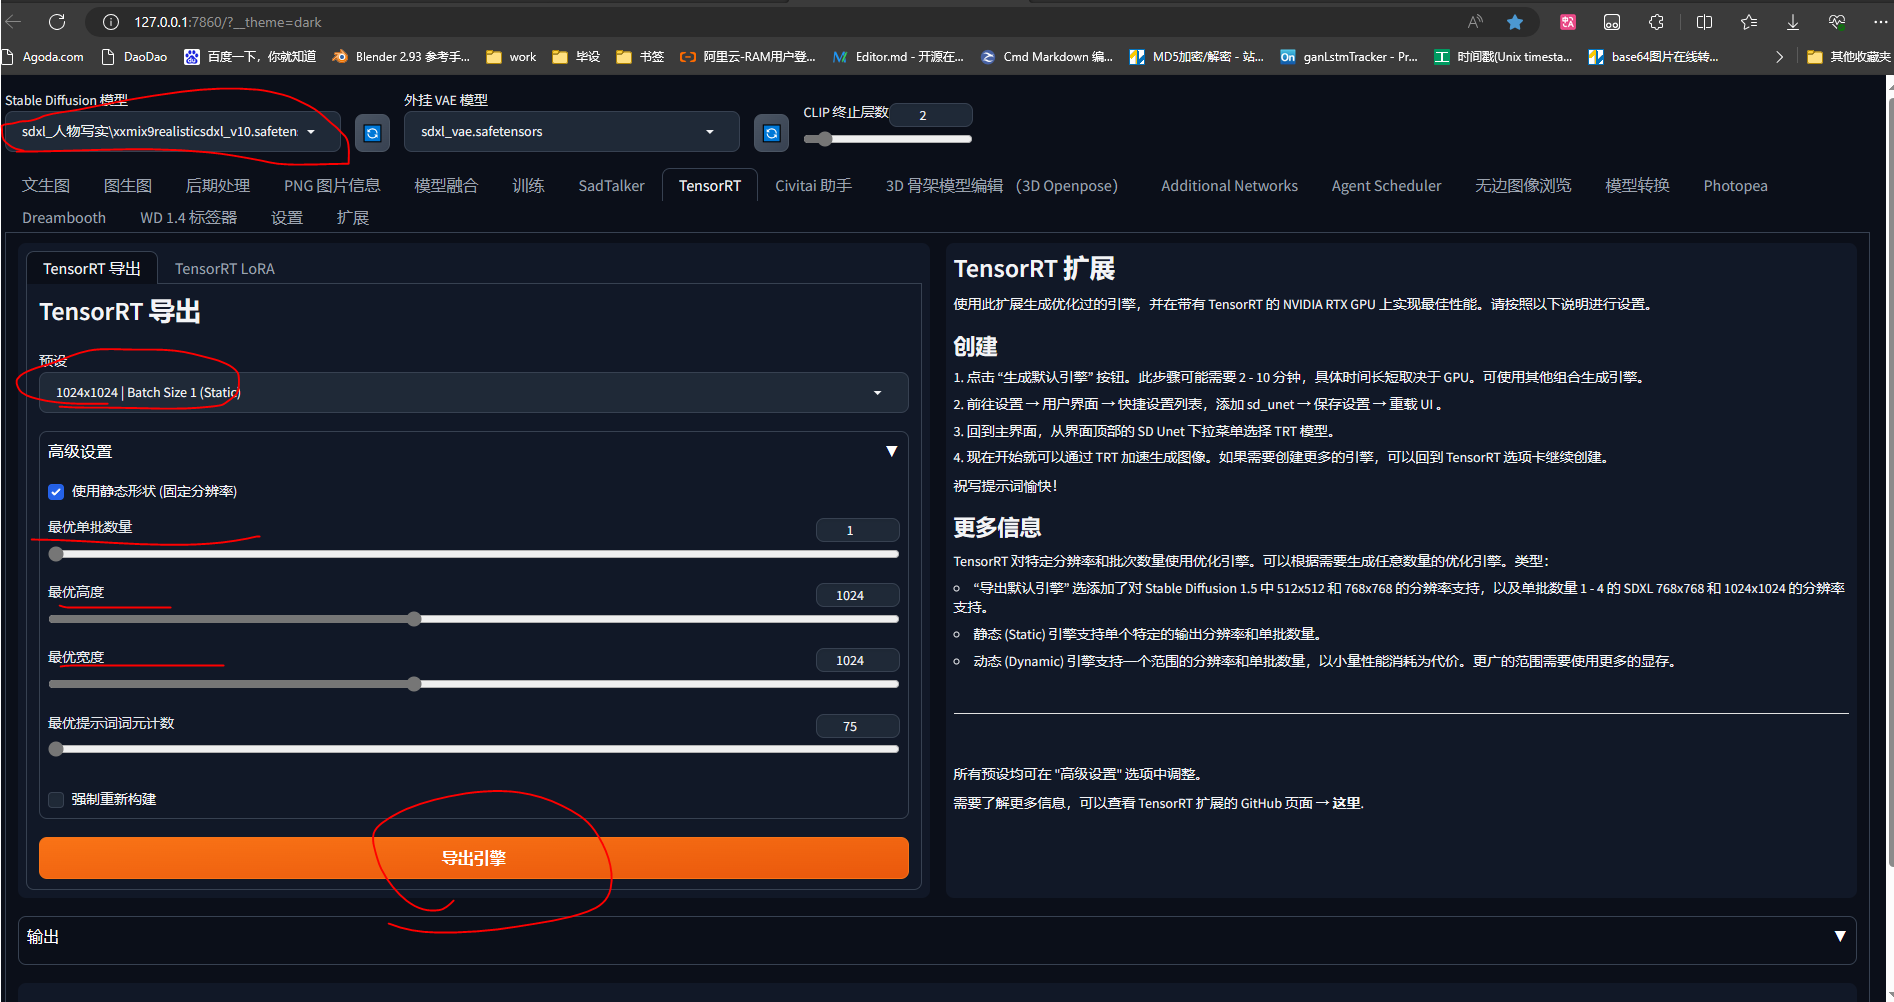 127.0.0.1:7860/?__theme=dark
Agoda.com DaoDao 百度一下，你就知道 Blender 2.93 参考手... work 毕设 书签 阿里云-RAM用户登... Editor.md - 开源在... Cmd Markdown 编... MD5加密/解密 - 站... ganLstmTracker - Pr... 时间戳(Unix timesta... base64图片在线转... 其他收藏夹
Stable Diffusion 模型 外挂 VAE 模型 CLIP 终止层数 2
sdxl_人物写实\xxmix9realisticsdxl_v10.safeten: sdxl_vae.safetensors
文生图 图生图 后期处理 PNG 图片信息 模型融合 训练 SadTalker TensorRT Civitai 助手 3D 骨架模型编辑 （3D Openpose） Additional Networks Agent Scheduler 无边图像浏览 模型转换 Photopea
Dreambooth WD 1.4 标签器 设置 扩展
TensorRT 导出 TensorRT LoRA
TensorRT 导出
预设
1024x1024 | Batch Size 1 (Static)
高级设置 ▼
使用静态形状 (固定分辨率)
最优单批数量 1
最优高度 1024
最优宽度 1024
最优提示词词元计数 75
强制重新构建
导出引擎
TensorRT 扩展
使用此扩展生成优化过的引擎，并在带有 TensorRT 的 NVIDIA RTX GPU 上实现最佳性能。请按照以下说明进行设置。
创建
1. 点击 “生成默认引擎” 按钮。此步骤可能需要 2 - 10 分钟，具体时间长短取决于 GPU。可使用其他组合生成引擎。
2. 前往设置 → 用户界面 → 快捷设置列表，添加 sd_unet → 保存设置 → 重载 UI 。
3. 回到主界面，从界面顶部的 SD Unet 下拉菜单选择 TRT 模型。
4. 现在开始就可以通过 TRT 加速生成图像。如果需要创建更多的引擎，可以回到 TensorRT 选项卡继续创建。
祝写提示词愉快！
更多信息
TensorRT 对特定分辨率和批次数量使用优化引擎。可以根据需要生成任意数量的优化引擎。类型：
“导出默认引擎” 选添加了对 Stable Diffusion 1.5 中 512x512 和 768x768 的分辨率支持，以及单批数量 1 - 4 的 SDXL 768x768 和 1024x1024 的分辨率
支持。
静态 (Static) 引擎支持单个特定的输出分辨率和单批数量。
动态 (Dynamic) 引擎支持一个范围的分辨率和单批数量，以小量性能消耗为代价。更广的范围需要使用更多的显存。
所有预设均可在 "高级设置" 选项中调整。
需要了解更多信息，可以查看 TensorRT 扩展的 GitHub 页面 → 这里.
输出 ▼